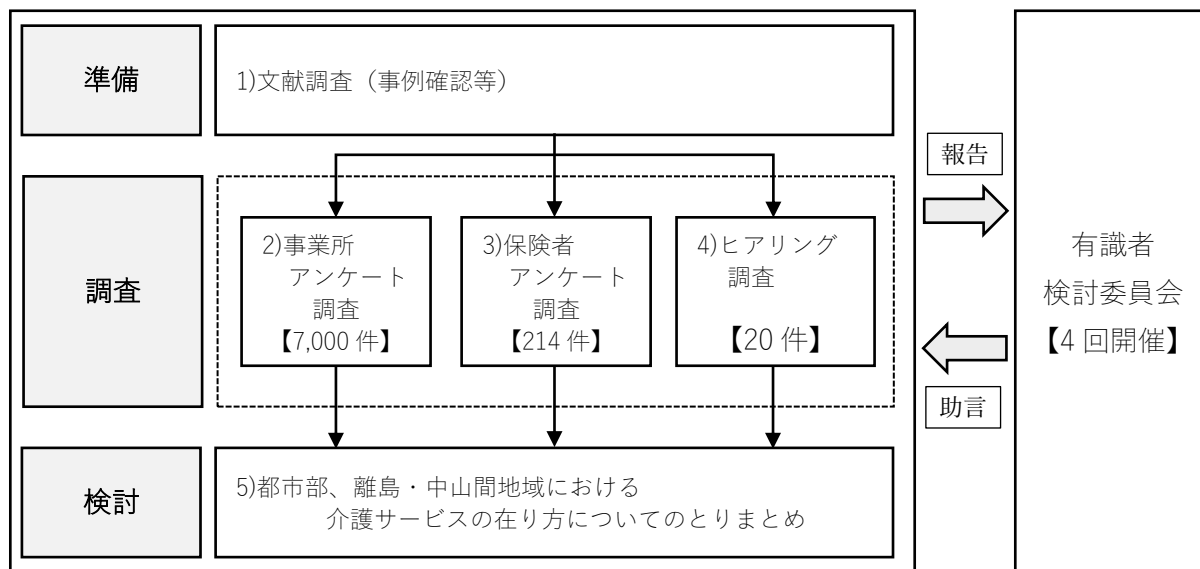 準備
1)文献調査（事例確認等）
調査
2)事業所
アンケート
調査
【7,000 件】
3)保険者
アンケート
調査
【214 件】
4)ヒアリング
調査
【20 件】
検討
5)都市部、離島・中山間地域における
介護サービスの在り方についてのとりまとめ
報告
助言
有識者
検討委員会
【4 回開催】